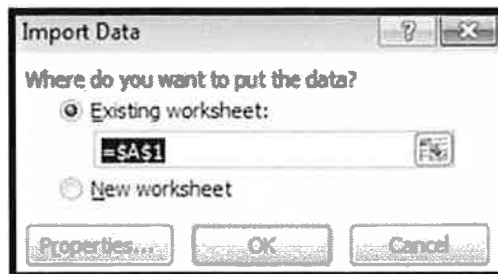 Import Data
Where do you want to put the data?
Existing worksheet:
=$A$1
New worksheet
Properties... OK Cancel